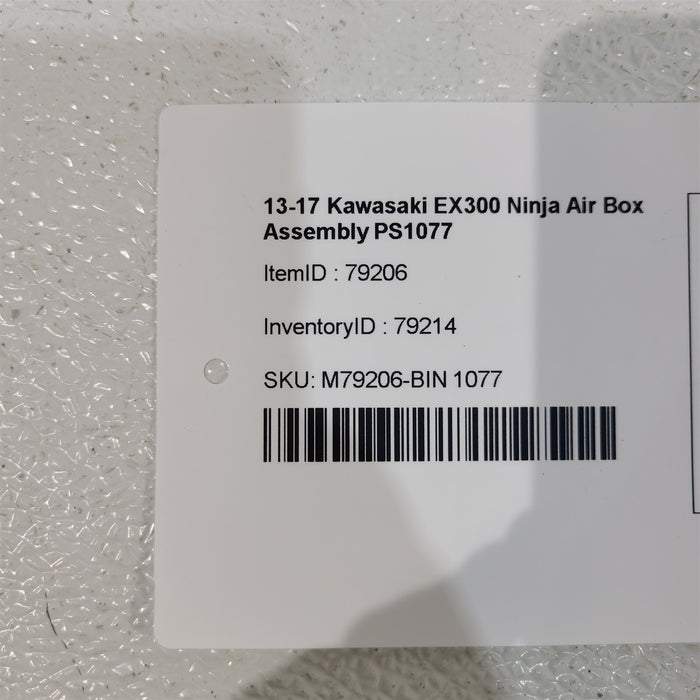 13-17 Kawasaki EX300 Ninja Air Box
Assembly PS1077
ItemID : 79206
InventoryID : 79214
SKU: M79206-BIN 1077